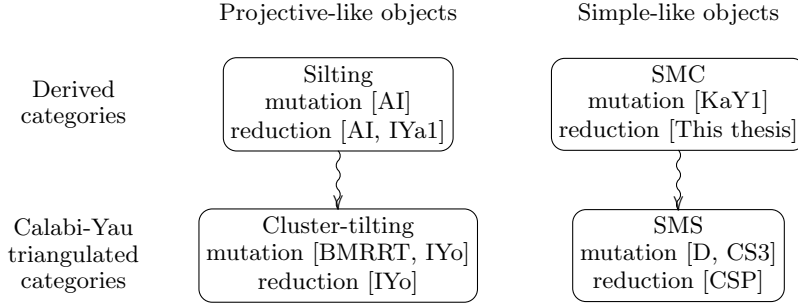 Projective-like objects
Simple-like objects
Derived
categories
Silting
mutation [AI]
reduction [AI, IYa1]
SMC
mutation [KaY1]
reduction [This thesis]
Calabi-Yau
triangulated
categories
Cluster-tilting
mutation [BMRRT, IYo]
reduction [IYo]
SMS
mutation [D, CS3]
reduction [CSP]